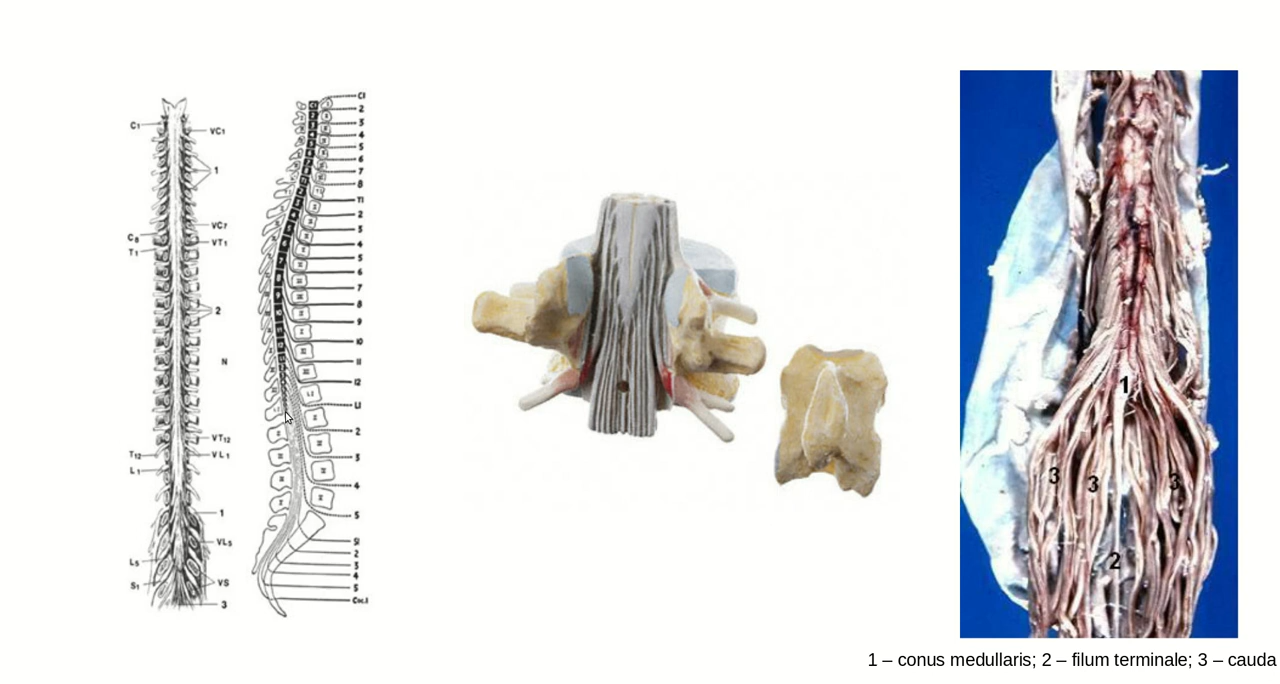 C1
VC1
1
VC7
C8
VT1
T1
2
N
VT12
T12
VL1
L1
1
VL5
L5
S1
VS
3
C1
2
3
4
5
6
7
8
T1
2
3
4
5
6
7
8
9
10
11
12
L1
2
3
4
5
S1
2
3
4
5
Coc.1
1
3 3 3
2
1 – conus medullaris; 2 – filum terminale; 3 – cauda